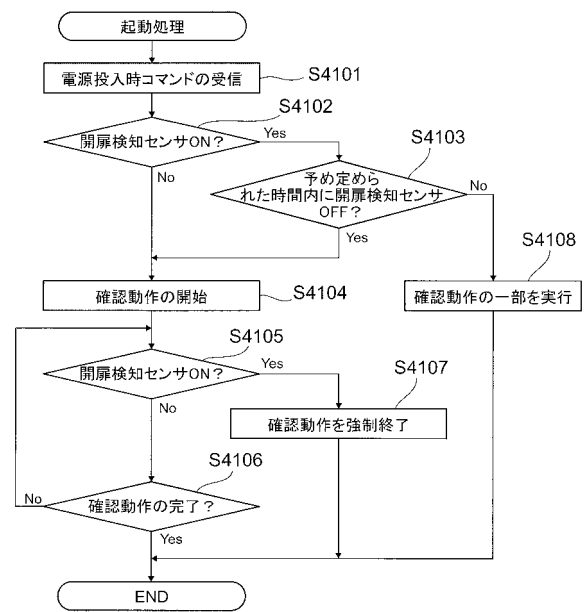 起動処理
電源投入時コマンドの受信
S4101
S4102
開扉検知センサON？
Yes
No
S4103
予め定めら
れた時間内に開扉検知センサ
OFF？
No
Yes
S4108
確認動作の一部を実行
確認動作の開始
S4104
S4105
開扉検知センサON？
Yes
No
S4107
確認動作を強制終了
S4106
確認動作の完了？
No
Yes
END